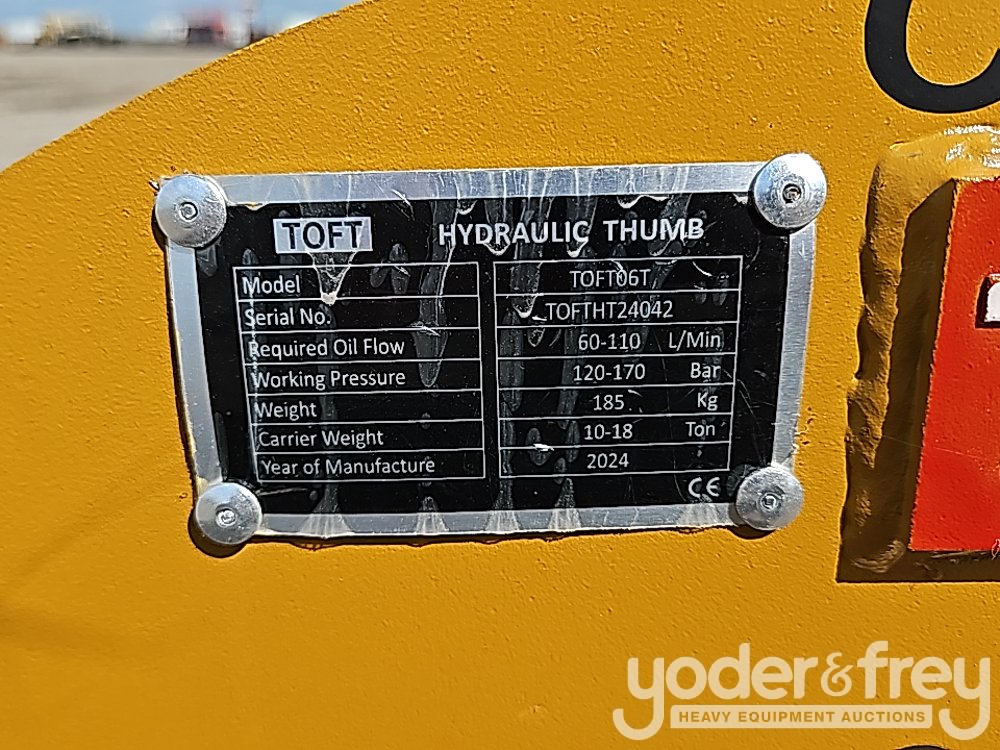 TOFT HYDRAULIC THUMB
Model TOFT06T
Serial No. TOFTHT24042
Required Oil Flow 60-110 L/Min
Working Pressure 120-170 Bar
Weight 185 Kg
Carrier Weight 10-18 Ton
Year of Manufacture 2024
CE
yoder&frey
HEAVY EQUIPMENT AUCTIONS